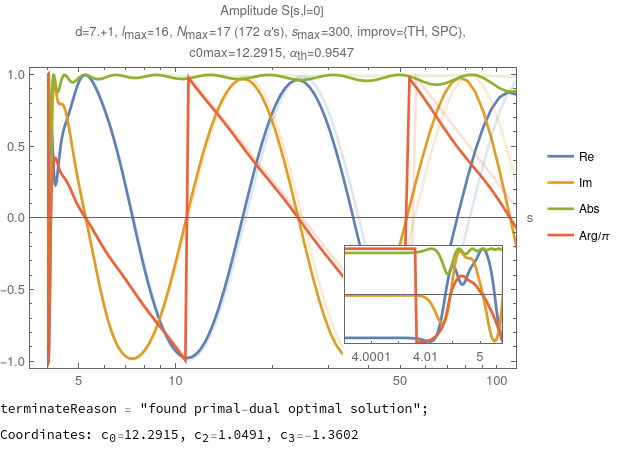 Amplitude S[s,l=0]
d=7.+1, lmax=16, Nmax=17 (172 α's), smax=300, improv={TH, SPC},
c0max=12.2915, αth=0.9547
1.0
0.5
0.0
−0.5
−1.0
5
10
50
100
s
4.0001
4.01
5
Re
Im
Abs
Arg/π
terminateReason = "found primal-dual optimal solution";
Coordinates: c0=12.2915, c2=1.0491, c3=-1.3602